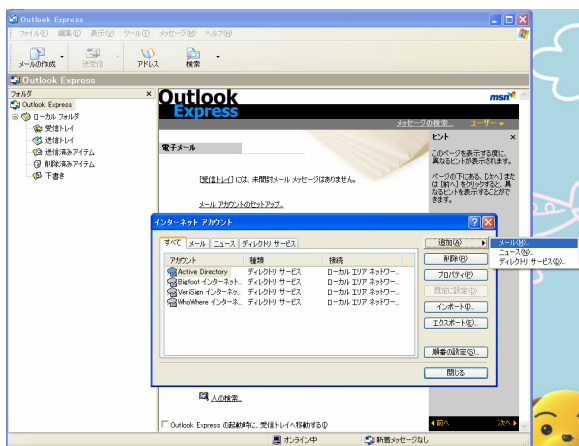 Outlook Express
ファイル(F) 編集(E) 表示(V) ツール(T) メッセージ(M) ヘルプ(H)
メールの作成 送受信 アドレス 検索
Outlook Express
フォルダ ×
Outlook Express
ローカル フォルダ
受信トレイ
送信トレイ
送信済みアイテム
削除済みアイテム
下書き
Outlook
Express
msn
メッセージの検索... ユーザー
電子メール
[受信トレイ] には、未開封メール メッセージはありません。
メール アカウントのセットアップ...
ヒント ×
このページを表示する度に、
異なるヒントが表示されます。
ページの下にある、[次へ] また
は [前へ] をクリックすると、異
なるヒントを表示することがで
きます。
インターネット アカウント
すべて メール ニュース ディレクトリ サービス
アカウント 種類 接続
Active Directory ディレクトリ サービス ローカル エリア ネットワー...
Bigfoot インターネット... ディレクトリ サービス ローカル エリア ネットワー...
VeriSign インターネッ... ディレクトリ サービス ローカル エリア ネットワー...
WhoWhere インターネ... ディレクトリ サービス ローカル エリア ネットワー...
追加(A)
削除(R)
プロパティ(P)
既定に設定(D)
インポート(I)...
エクスポート(E)...
順番の設定(S)...
閉じる
メール(M)...
ニュース(N)...
ディレクトリ サービス(D)...
人の検索...
Outlook Express の起動時に、受信トレイへ移動する(I)
前へ 次へ
オンライン中 新着メッセージなし